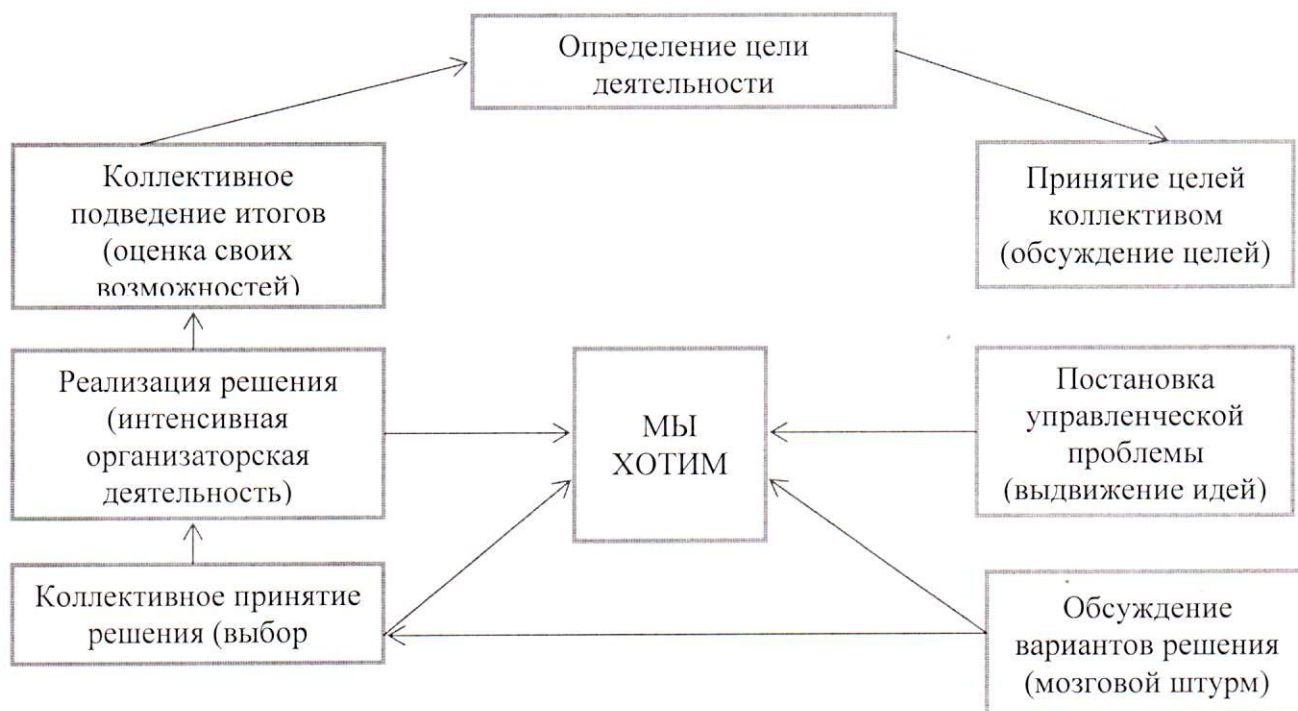 Определение цели
деятельности
Коллективное
подведение итогов
(оценка своих
возможностей)
Принятие целей
коллективом
(обсуждение целей)
Реализация решения
(интенсивная
организаторская
деятельность)
МЫ
ХОТИМ
Постановка
управленческой
проблемы
(выдвижение идей)
Коллективное принятие
решения (выбор
Обсуждение
вариантов решения
(мозговой штурм)